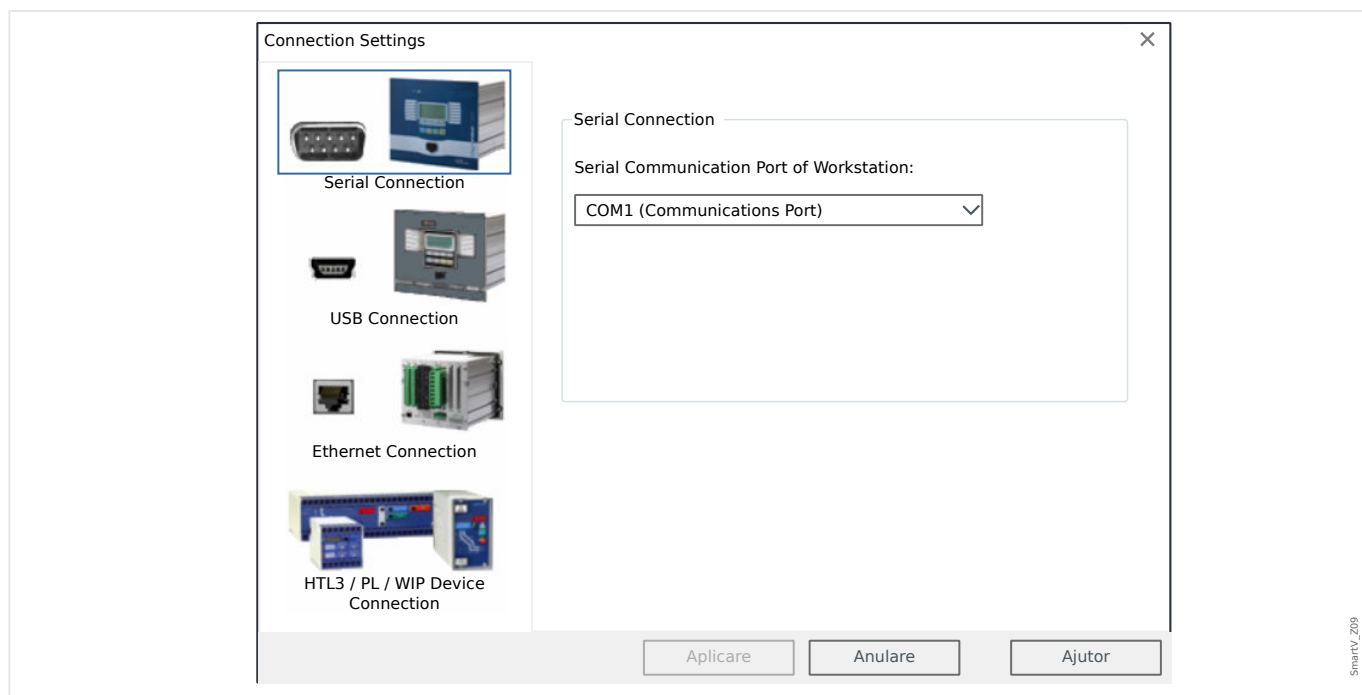 Connection Settings
Serial Connection
USB Connection
Ethernet Connection
HTL3 / PL / WIP Device
Connection
Serial Connection
Serial Communication Port of Workstation:
COM1 (Communications Port)
Aplicare
Anulare
Ajutor
SmartV_Z09